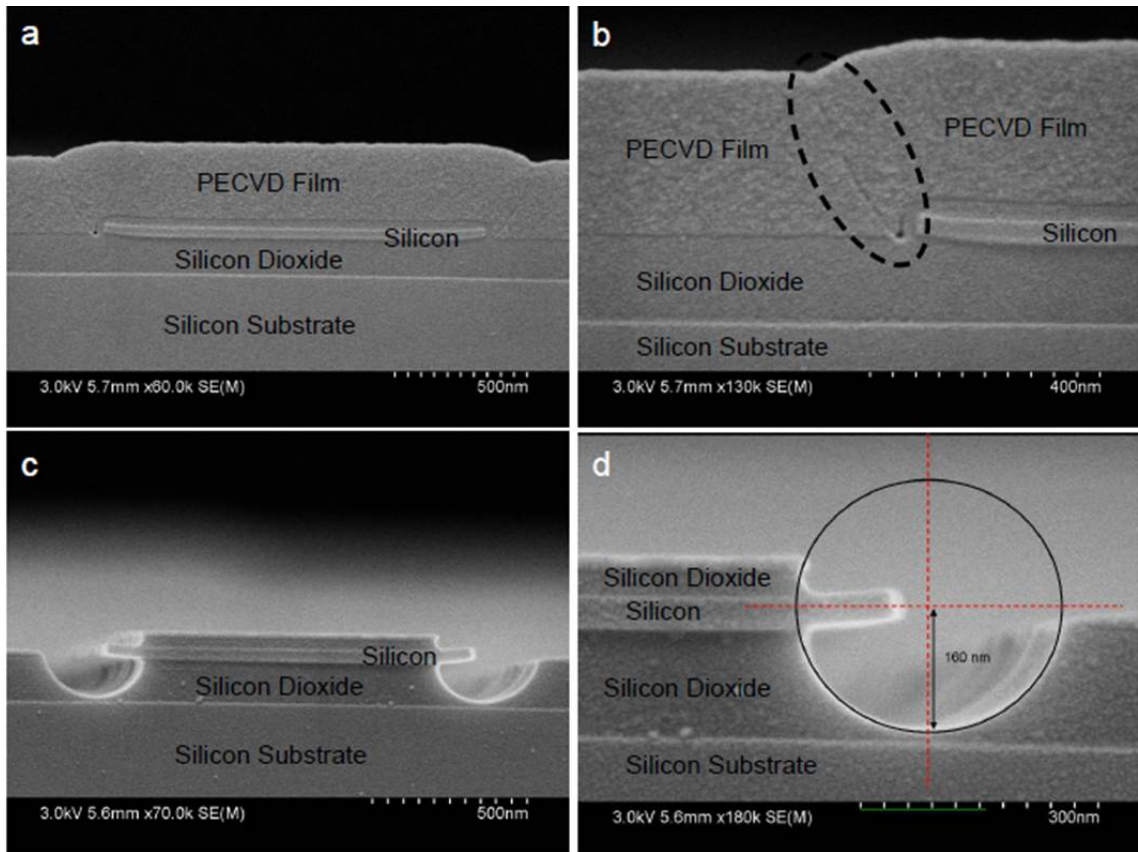 a
PECVD Film
Silicon
Silicon Dioxide
Silicon Substrate
3.0kV 5.7mm x60.0k SE(M)
500nm
b
PECVD Film
PECVD Film
Silicon
Silicon Dioxide
Silicon Substrate
3.0kV 5.7mm x130k SE(M)
400nm
c
Silicon
Silicon Dioxide
Silicon Substrate
3.0kV 5.6mm x70.0k SE(M)
500nm
d
Silicon Dioxide
Silicon
160 nm
Silicon Dioxide
Silicon Substrate
3.0kV 5.6mm x180k SE(M)
300nm